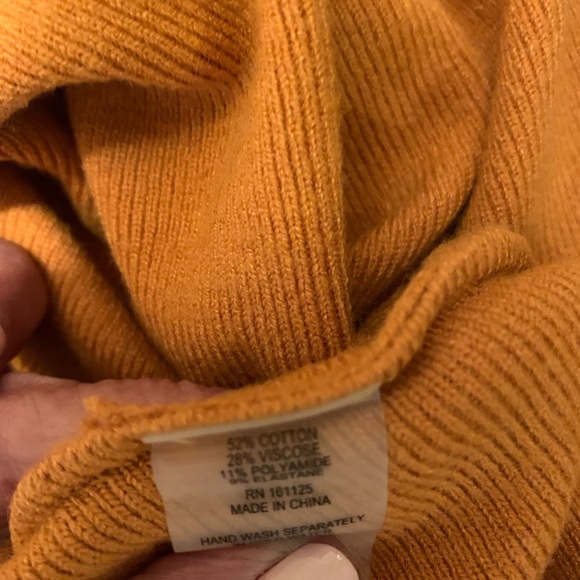 52% COTTON
28% VISCOSE
11% POLYAMIDE
9% ELASTANE
RN 161125
MADE IN CHINA
HAND WASH SEPARATELY